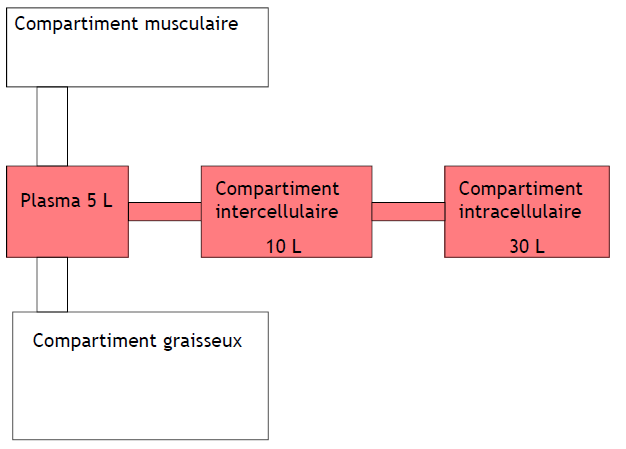 Compartiment musculaire
Plasma 5 L
Compartiment
intercellulaire
10 L
Compartiment
intracellulaire
30 L
Compartiment graisseux